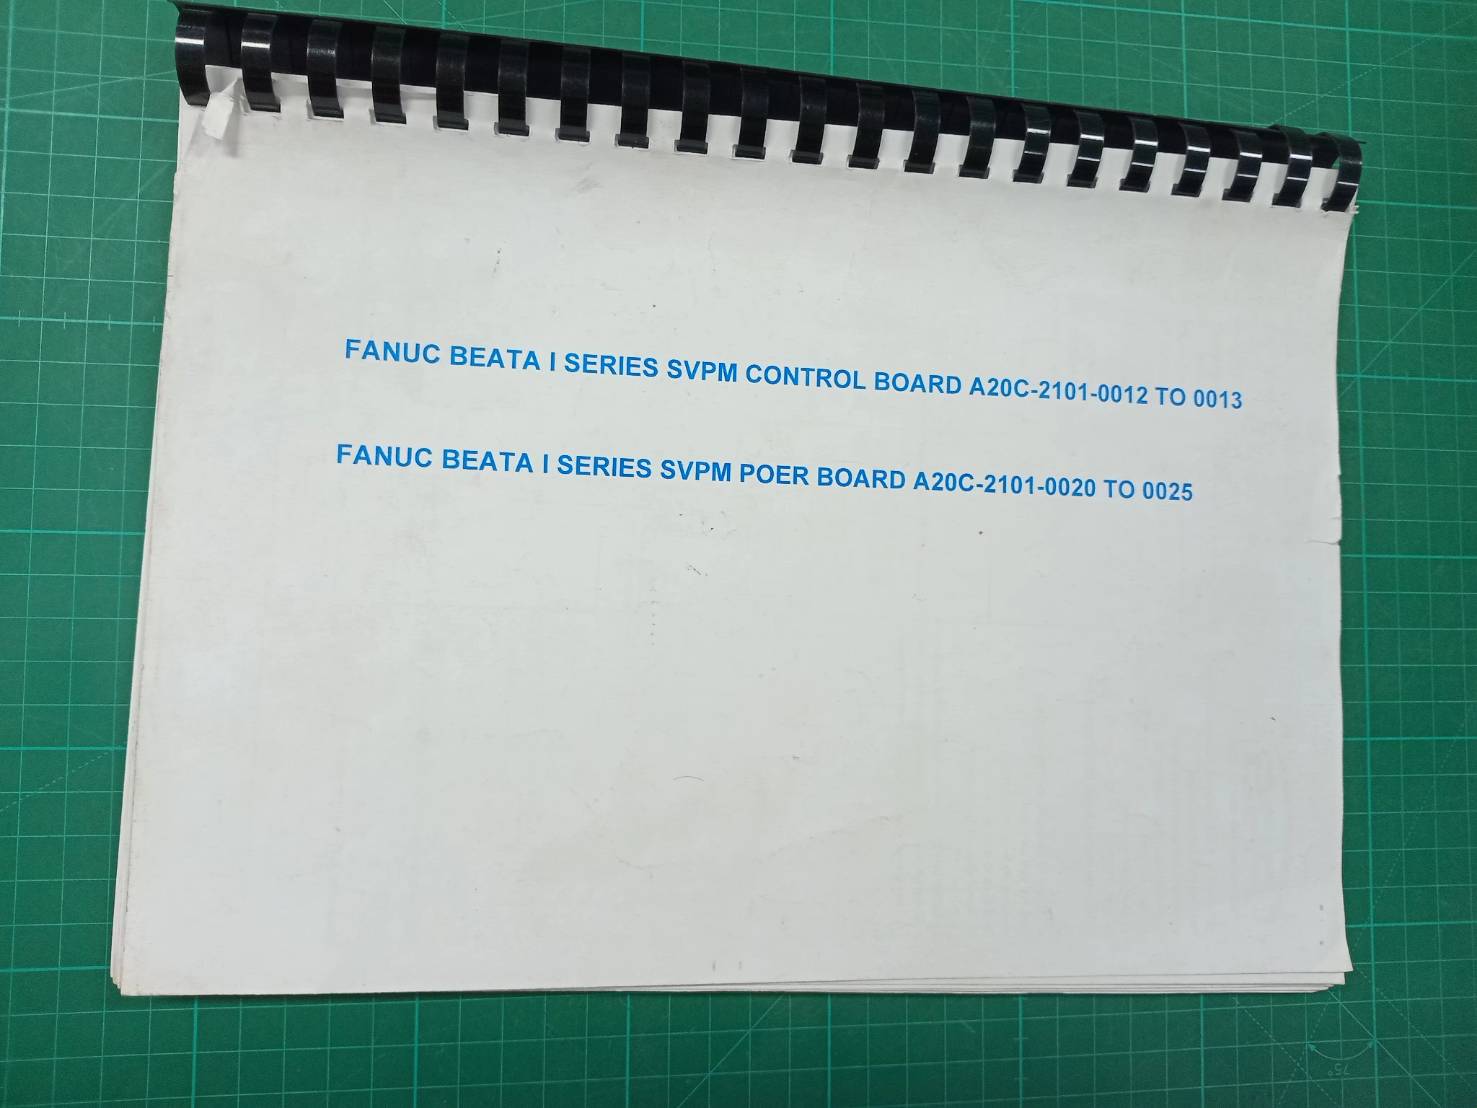 FANUC BEATA I SERIES SVPM CONTROL BOARD A20C-2101-0012 TO 0013
FANUC BEATA I SERIES SVPM POER BOARD A20C-2101-0020 TO 0025
75°